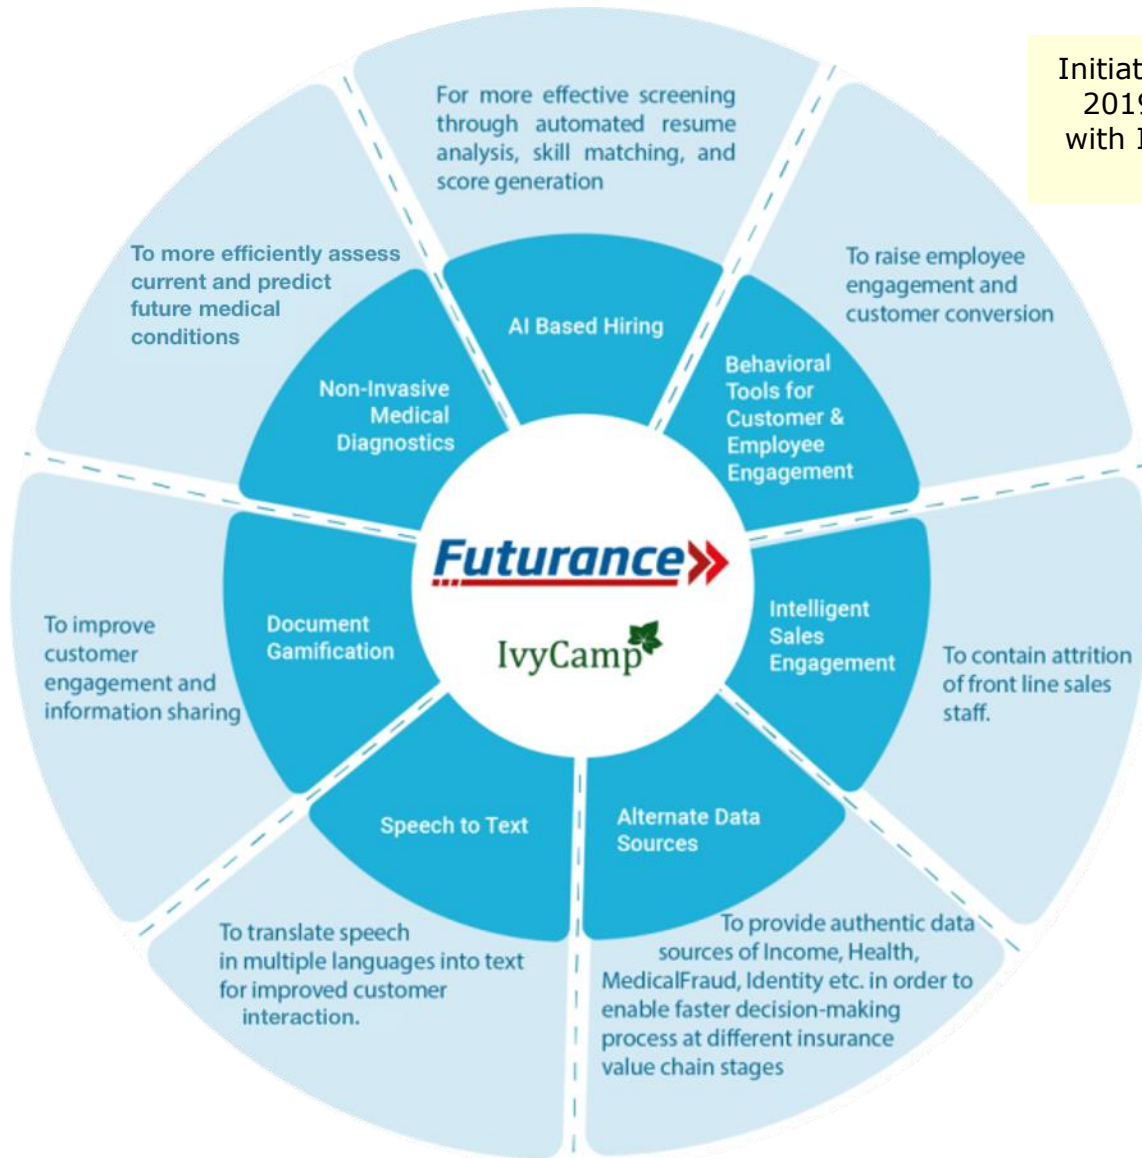 For more effective screening
through automated resume
analysis, skill matching, and
score generation
Initiat
2019
with I
To more efficiently assess
current and predict
future medical
conditions
To raise employee
engagement and
customer conversion
AI Based Hiring
Non-Invasive
Medical
Diagnostics
Behavioral
Tools for
Customer &
Employee
Engagement
Futurance
IvyCamp
Document
Gamification
Intelligent
Sales
Engagement
To improve
customer
engagement and
information sharing
To contain attrition
of front line sales
staff.
Speech to Text
Alternate Data
Sources
To translate speech
in multiple languages into text
for improved customer
interaction.
To provide authentic data
sources of Income, Health,
MedicalFraud, Identity etc. in order to
enable faster decision-making
process at different insurance
value chain stages